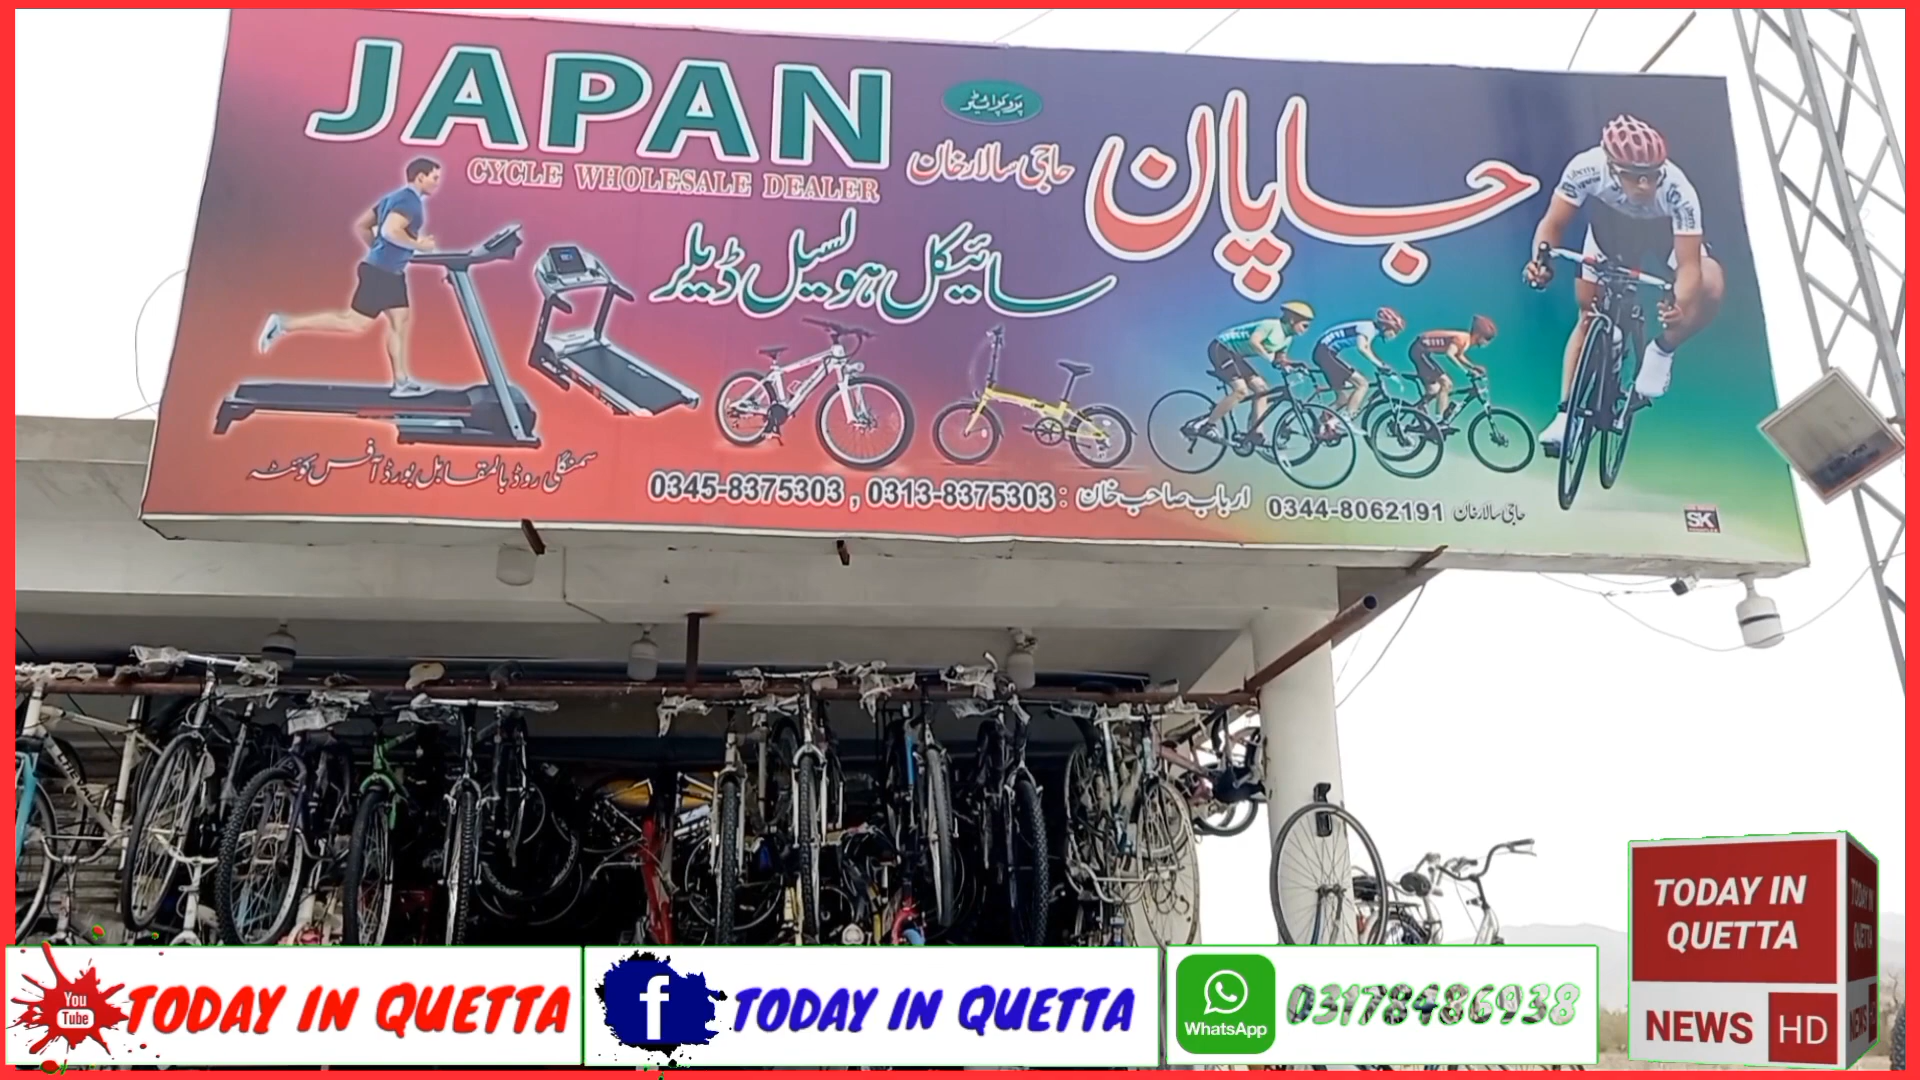 JAPAN
CYCLE WHOLESALE DEALER
پروپرائیٹر
حاجی سالار خان
جاپان
سائیکل ہولسیل ڈیلر
سمنگلی روڈ بالمقابل بورڈ آفس کوئٹہ
0345-8375303 , 0313-8375303 : ارباب صاحب خان
0344-8062191 حاجی سالار خان
SK
You Tube
TODAY IN QUETTA
f
TODAY IN QUETTA
WhatsApp
03178486938
TODAY IN
QUETTA
NEWS HD